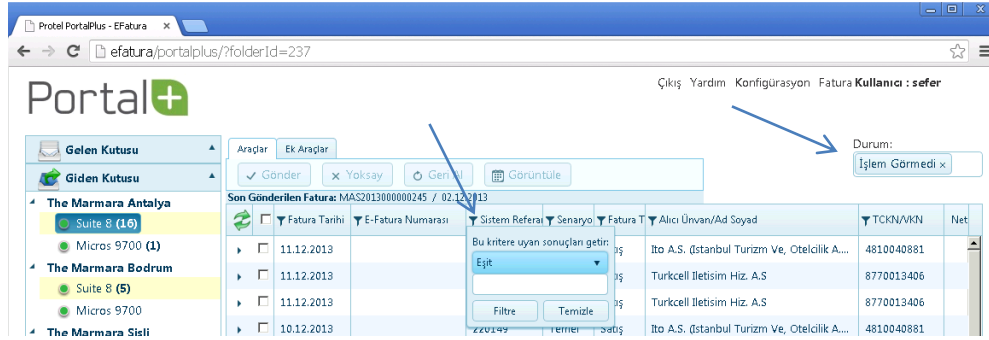 Protel PortalPlus - EFatura ×
efatura/portalplus/?folderId=237
Portal+
Çıkış Yardım Konfigürasyon Fatura Kullanıcı : sefer
Durum:
İşlem Görmedi ×
Gelen Kutusu
Giden Kutusu
The Marmara Antalya
Suite 8 (16)
Micros 9700 (1)
The Marmara Bodrum
Suite 8 (5)
Micros 9700
The Marmara Sisli
Araçlar Ek Araçlar
Gönder Yoksay Geri Al Görüntüle
Son Gönderilen Fatura: MAS2013000000245 / 02.12.2013
Fatura Tarihi E-Fatura Numarası Sistem Referan Senaryo Fatura T Alıcı Ünvan/Ad Soyad TCKN/VKN Net
Bu kritere uyan sonuçları getir:
Eşit
Filtre Temizle
11.12.2013 Ito A.S. (Istanbul Turizm Ve, Otelcilik A.... 4810040881
11.12.2013 Turkcell Iletisim Hiz. A.S 8770013406
11.12.2013 Turkcell Iletisim Hiz. A.S 8770013406
10.12.2013 220149 Temel Satış Ito A.S. (Istanbul Turizm Ve, Otelcilik A.... 4810040881